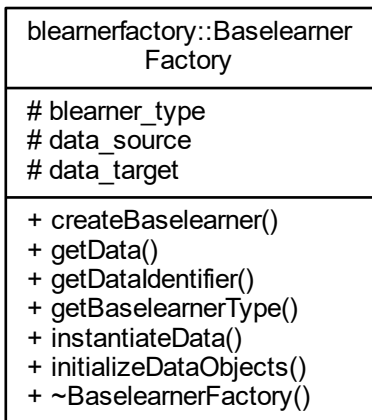 blearnerfactory::Baselearner
Factory
# blearner_type
# data_source
# data_target
+ createBaselearner()
+ getData()
+ getDataIdentifier()
+ getBaselearnerType()
+ instantiateData()
+ initializeDataObjects()
+ ~BaselearnerFactory()